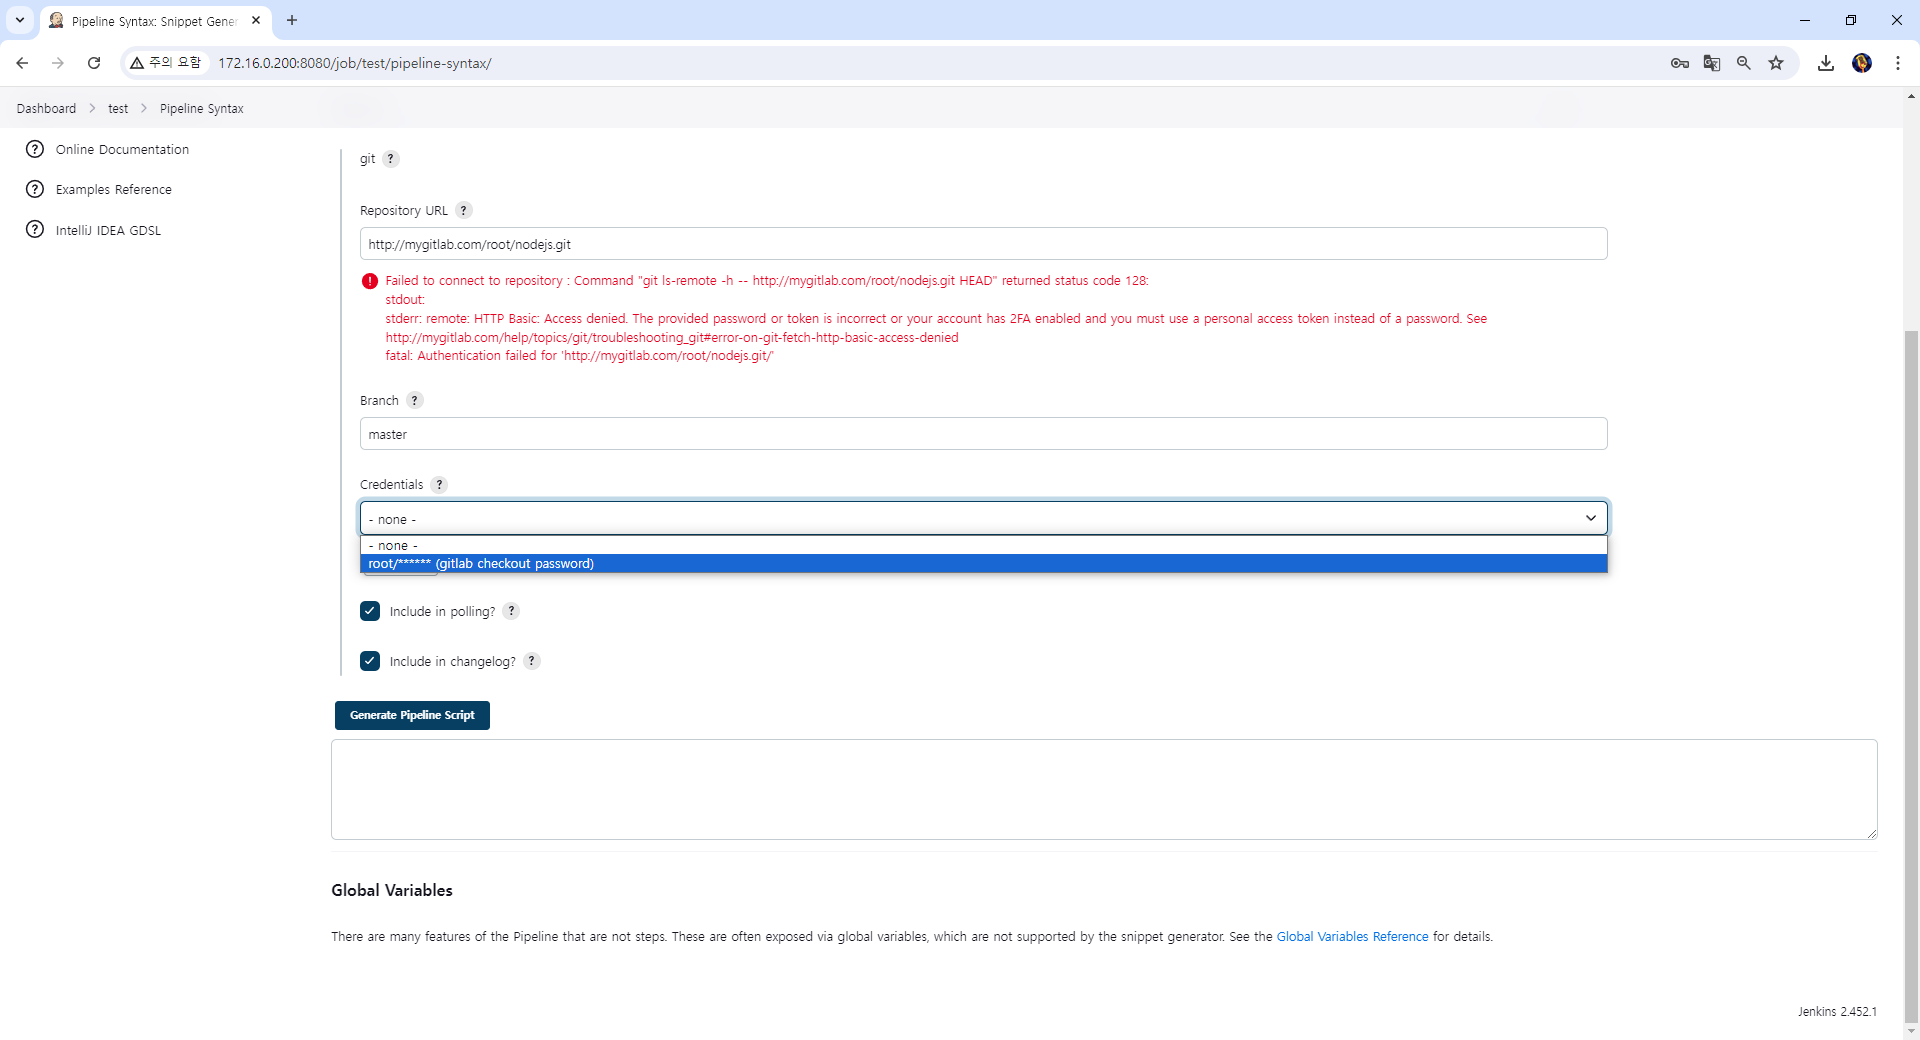 Pipeline Syntax: Snippet Gener
주의 요함 172.16.0.200:8080/job/test/pipeline-syntax/
Dashboard test Pipeline Syntax
Online Documentation
Examples Reference
IntelliJ IDEA GDSL
git ?
Repository URL ?
http://mygitlab.com/root/nodejs.git
Failed to connect to repository : Command "git ls-remote -h -- http://mygitlab.com/root/nodejs.git HEAD" returned status code 128:
stdout:
stderr: remote: HTTP Basic: Access denied. The provided password or token is incorrect or your account has 2FA enabled and you must use a personal access token instead of a password. See
http://mygitlab.com/help/topics/git/troubleshooting_git#error-on-git-fetch-http-basic-access-denied
fatal: Authentication failed for 'http://mygitlab.com/root/nodejs.git/'
Branch ?
master
Credentials ?
- none -
- none -
root/****** (gitlab checkout password)
Include in polling? ?
Include in changelog? ?
Generate Pipeline Script
Global Variables
There are many features of the Pipeline that are not steps. These are often exposed via global variables, which are not supported by the snippet generator. See the Global Variables Reference for details.
Jenkins 2.452.1